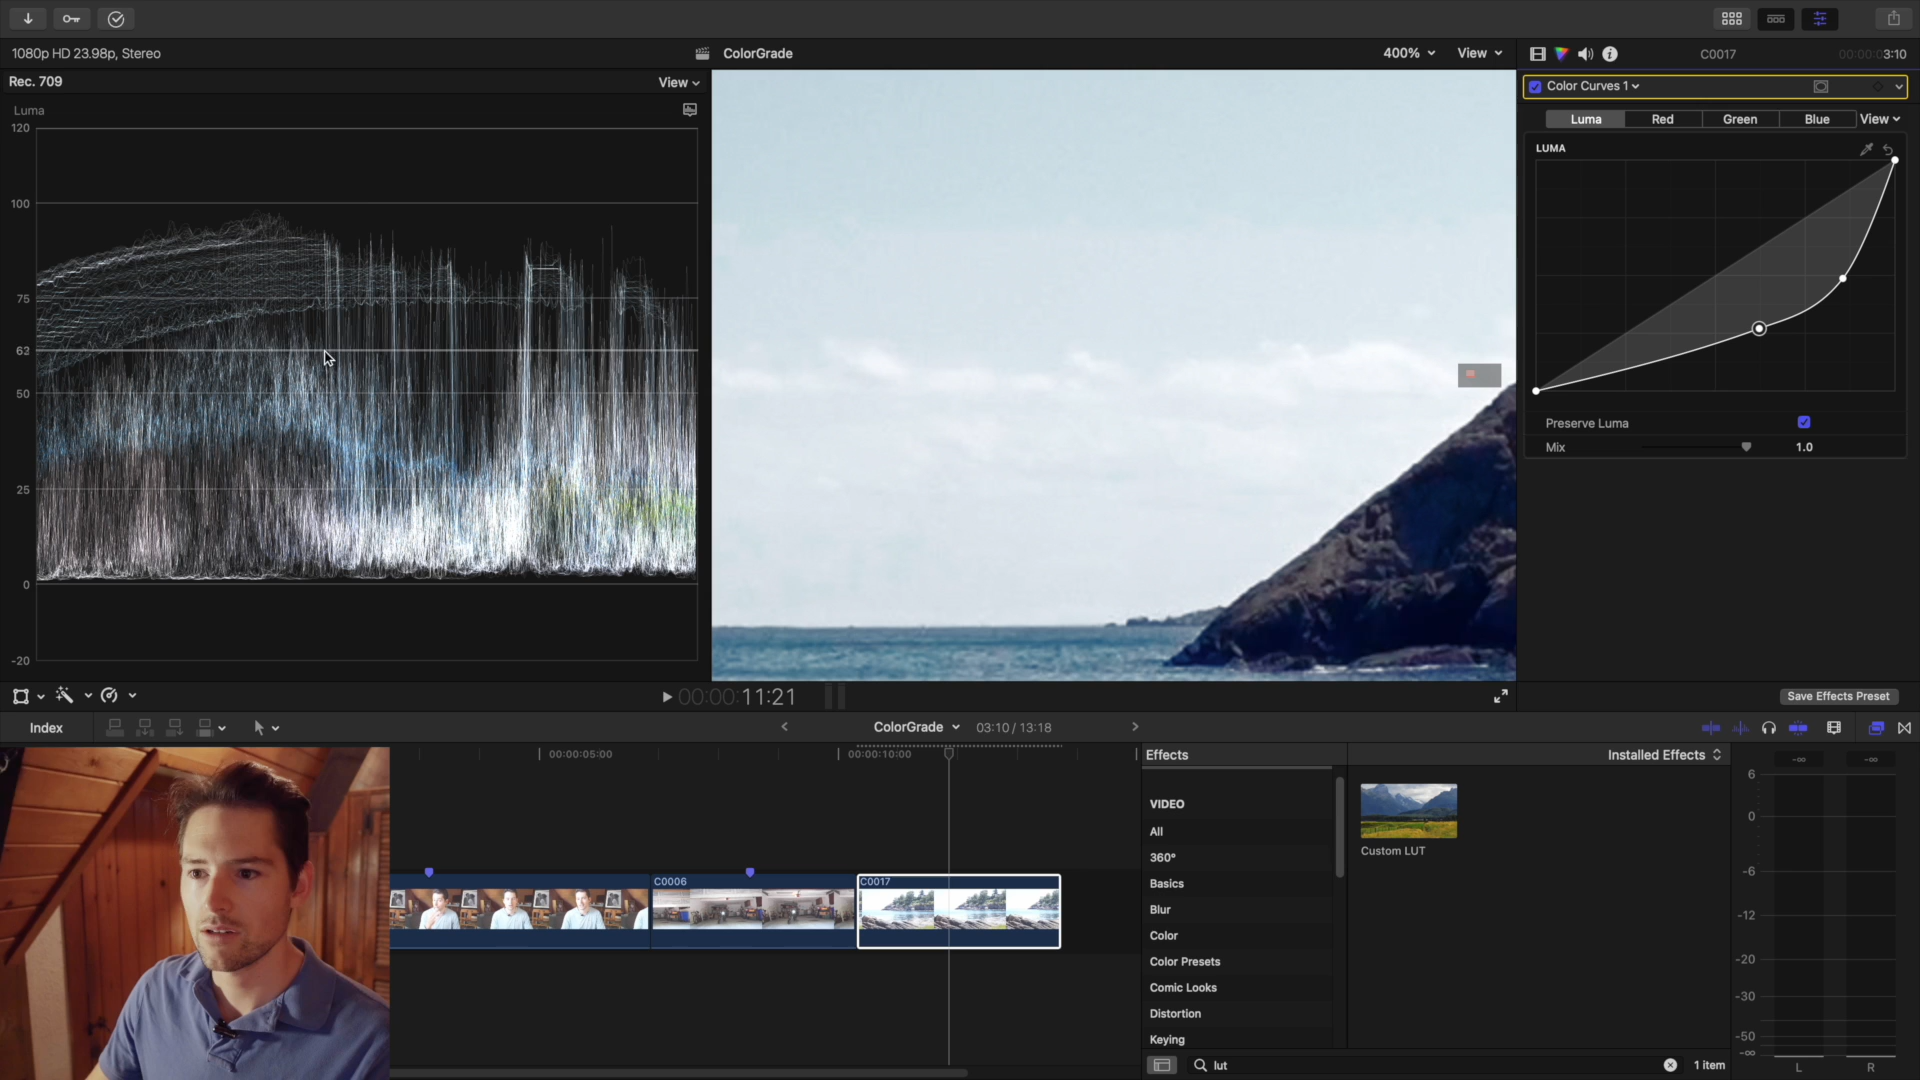 1080p HD 23.98p, Stereo
ColorGrade
400%
View
C0017
00:00:03:10
Rec. 709
View
Color Curves 1
Luma
Red
Green
Blue
View
Luma
LUMA
120
100
75
62
50
25
0
-20
Preserve Luma
Mix
1.0
00:00:11:21
Save Effects Preset
Index
ColorGrade
03:10 / 13:18
00:00:05:00
00:00:10:00
C0006
C0017
Effects
Installed Effects
VIDEO
All
360°
Basics
Blur
Color
Color Presets
Comic Looks
Distortion
Keying
Custom LUT
lut
1 item
-∞
-∞
6
0
-6
-12
-20
-30
-50
-∞
L
R